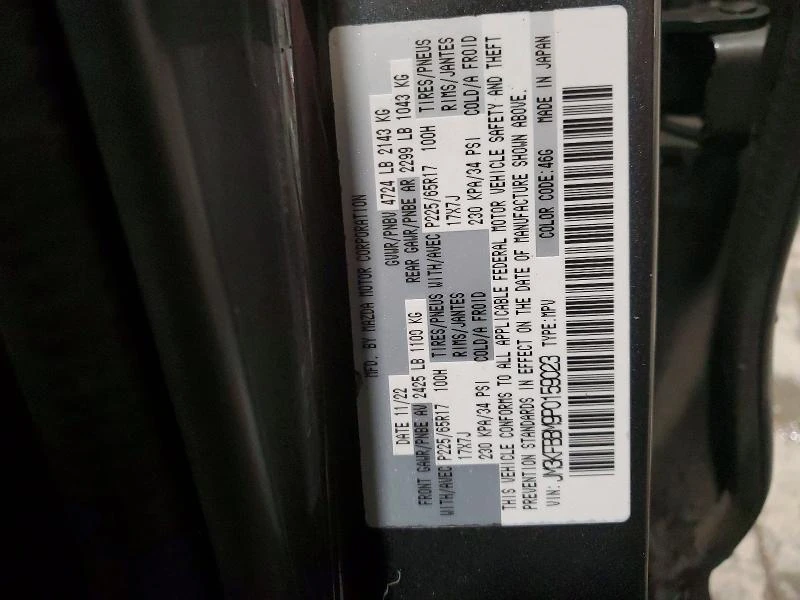 MFD. BY MAZDA MOTOR CORPORATION
DATE 11/22 GVWR/PNBV 4724 LB 2143 KG
FRONT GAWR/PNBE AV 2425 LB 1100 KG REAR GAWR/PNBE AR 2299 LB 1043 KG
WITH/AVEC P225/65R17 100H TIRES/PNEUS WITH/AVEC P225/65R17 100H TIRES/PNEUS
17X7J RIMS/JANTES 17X7J RIMS/JANTES
230 KPA/34 PSI COLD/A FROID 230 KPA/34 PSI COLD/A FROID
THIS VEHICLE CONFORMS TO ALL APPLICABLE FEDERAL MOTOR VEHICLE SAFETY AND THEFT
PREVENTION STANDARDS IN EFFECT ON THE DATE OF MANUFACTURE SHOWN ABOVE.
COLOR CODE:46G MADE IN JAPAN
VIN: JM3KFBBM9P0159023 TYPE:MPV